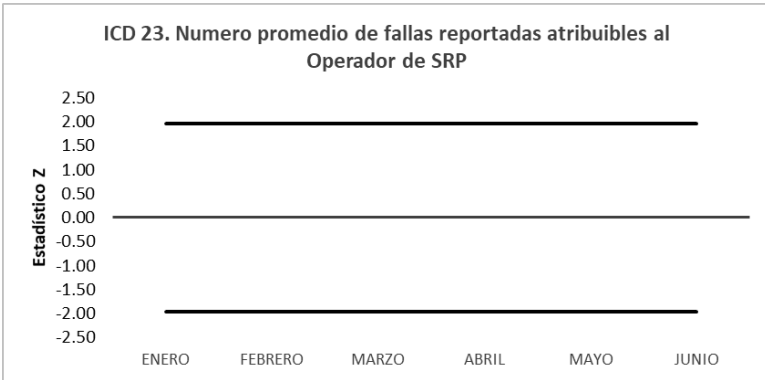 ICD 23. Numero promedio de fallas reportadas atribuibles al
Operador de SRP
Estadístico Z
2.50
2.00
1.50
1.00
0.50
0.00
-0.50
-1.00
-1.50
-2.00
-2.50
ENERO FEBRERO MARZO ABRIL MAYO JUNIO